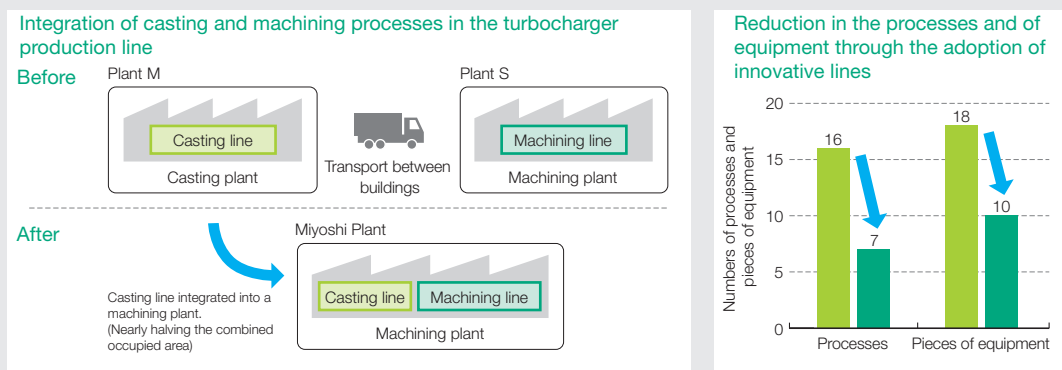 Integration of casting and machining processes in the turbocharger
production line
Before
Plant M
Casting line
Casting plant
Transport between
buildings
Plant S
Machining line
Machining plant
After
Miyoshi Plant
Casting line
Machining line
Machining plant
Casting line integrated into a
machining plant.
(Nearly halving the combined
occupied area)
Reduction in the processes and of
equipment through the adoption of
innovative lines
Numbers of processes and
pieces of equipment
20
15
10
5
0
16
7
18
10
Processes
Pieces of equipment